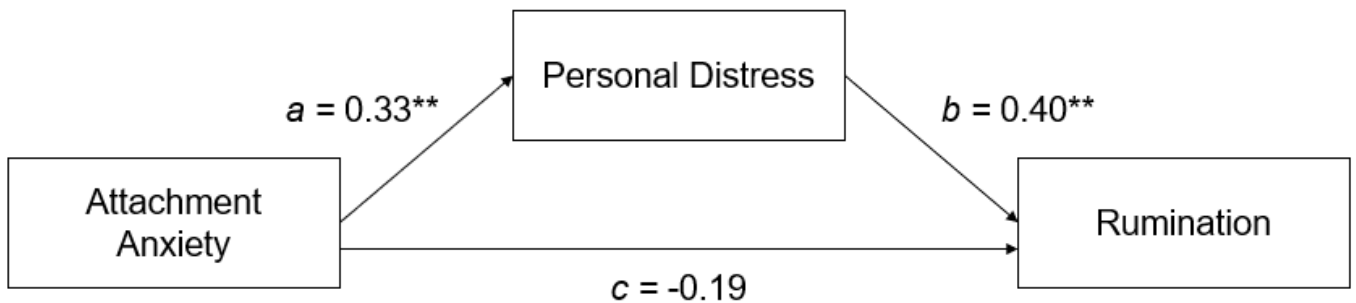 Personal Distress
a = 0.33**
b = 0.40**
Attachment
Anxiety
Rumination
c = -0.19